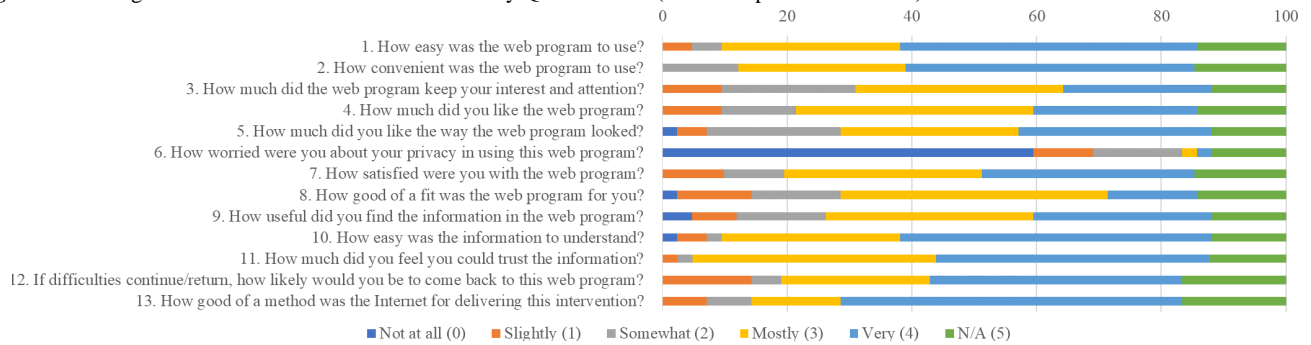 0 20 40 60 80 100
1. How easy was the web program to use?
2. How convenient was the web program to use?
3. How much did the web program keep your interest and attention?
4. How much did you like the web program?
5. How much did you like the way the web program looked?
6. How worried were you about your privacy in using this web program?
7. How satisfied were you with the web program?
8. How good of a fit was the web program for you?
9. How useful did you find the information in the web program?
10. How easy was the information to understand?
11. How much did you feel you could trust the information?
12. If difficulties continue/return, how likely would you be to come back to this web program?
13. How good of a method was the Internet for delivering this intervention?
Not at all (0) Slightly (1) Somewhat (2) Mostly (3) Very (4) N/A (5)